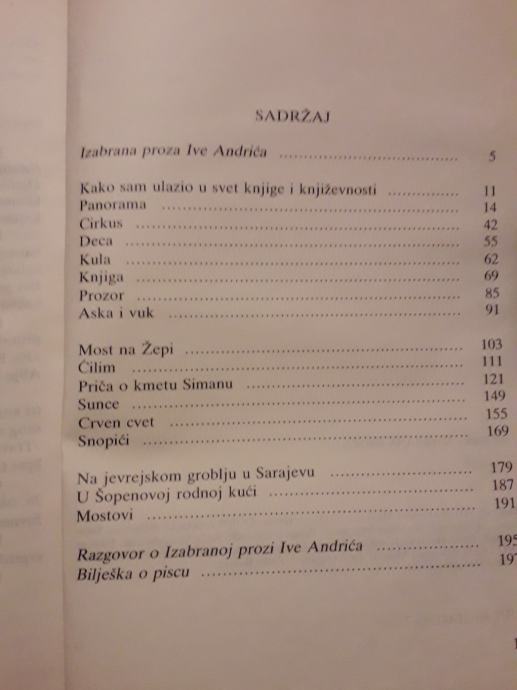 SADRŽAJ
Izabrana proza Ive Andrića ........................ 5
Kako sam ulazio u svet knjige i književnosti ............ 11
Panorama ........................ 14
Cirkus ........................ 42
Deca ........................ 55
Kula ........................ 62
Knjiga ........................ 69
Prozor ........................ 85
Aska i vuk ........................ 91
Most na Žepi ........................ 103
Ćilim ........................ 111
Priča o kmetu Simanu ........................ 121
Sunce ........................ 149
Crven cvet ........................ 155
Snopići ........................ 169
Na jevrejskom groblju u Sarajevu ................ 179
U Šopenovoj rodnoj kući ........................ 187
Mostovi ........................ 191
Razgovor o Izabranoj prozi Ive Andrića ............ 195
Bilješka o piscu ........................ 197